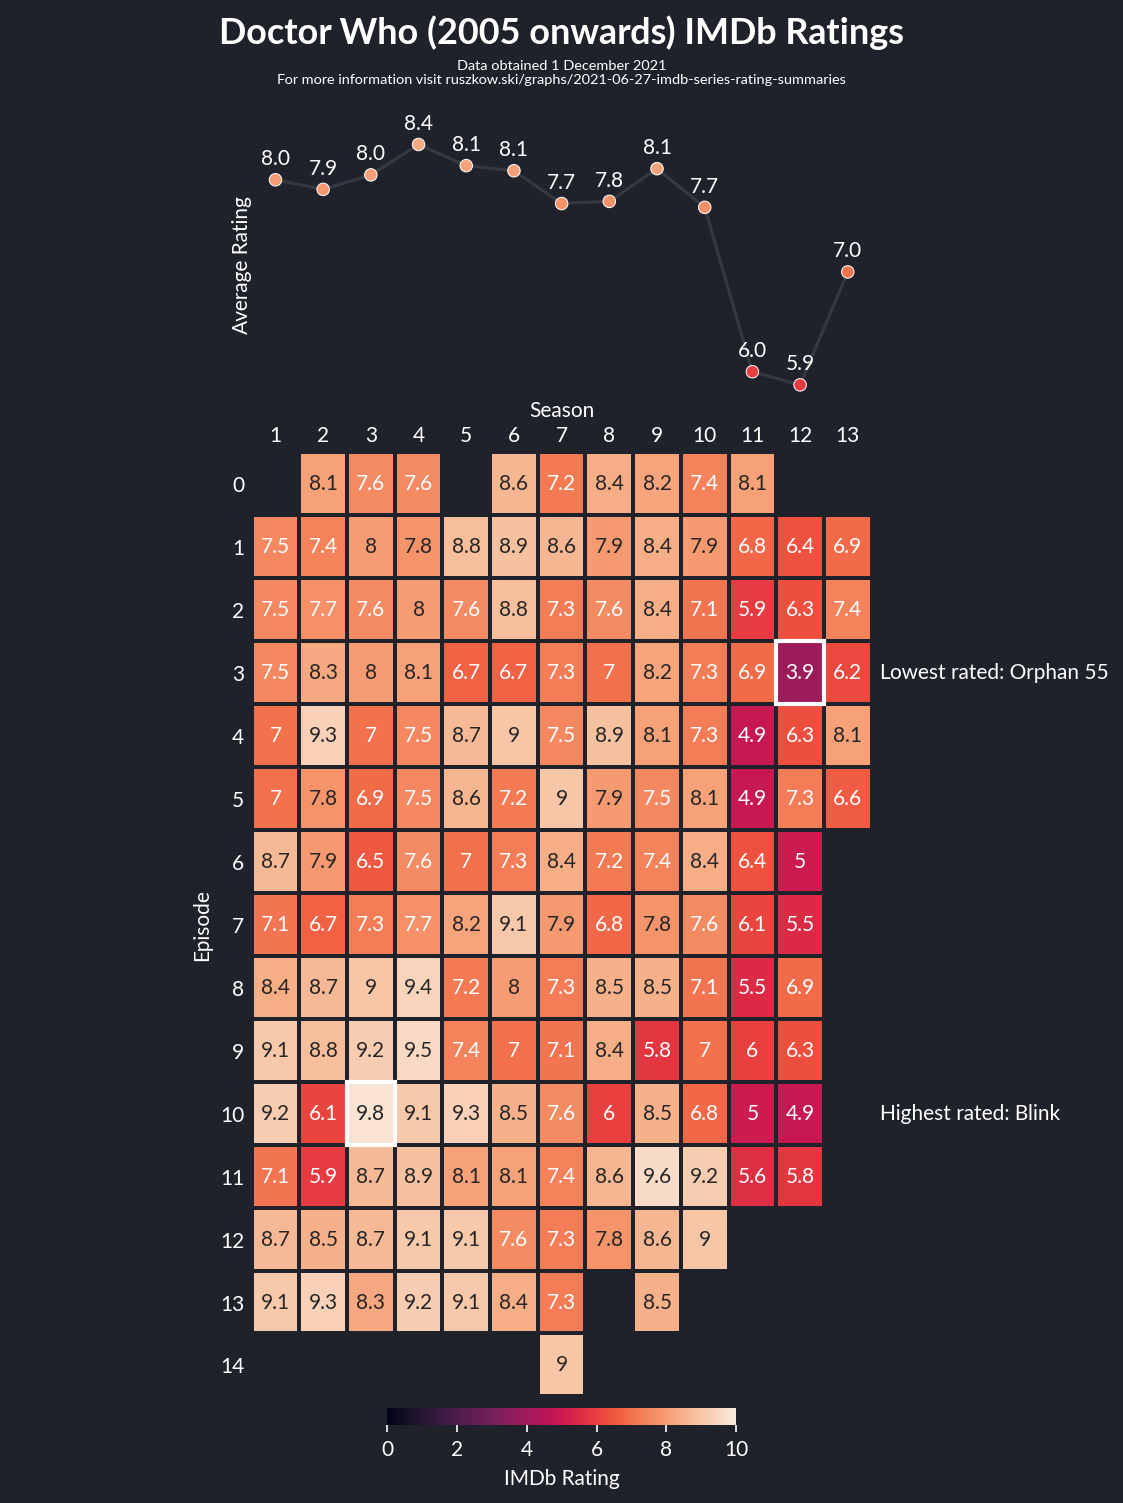 Doctor Who (2005 onwards) IMDb Ratings
Data obtained 1 December 2021
For more information visit ruszkow.ski/graphs/2021-06-27-imdb-series-rating-summaries
8.0 7.9 8.0 8.4 8.1 8.1 7.7 7.8 8.1 7.7 6.0 5.9 7.0
Average Rating
Season
1 2 3 4 5 6 7 8 9 10 11 12 13
0 8.1 7.6 7.6 8.6 7.2 8.4 8.2 7.4 8.1
1 7.5 7.4 8 7.8 8.8 8.9 8.6 7.9 8.4 7.9 6.8 6.4 6.9
2 7.5 7.7 7.6 8 7.6 8.8 7.3 7.6 8.4 7.1 5.9 6.3 7.4
3 7.5 8.3 8 8.1 6.7 6.7 7.3 7 8.2 7.3 6.9 3.9 6.2 Lowest rated: Orphan 55
4 7 9.3 7 7.5 8.7 9 7.5 8.9 8.1 7.3 4.9 6.3 8.1
5 7 7.8 6.9 7.5 8.6 7.2 9 7.9 7.5 8.1 4.9 7.3 6.6
6 8.7 7.9 6.5 7.6 7 7.3 8.4 7.2 7.4 8.4 6.4 5
Episode
7 7.1 6.7 7.3 7.7 8.2 9.1 7.9 6.8 7.8 7.6 6.1 5.5
8 8.4 8.7 9 9.4 7.2 8 7.3 8.5 8.5 7.1 5.5 6.9
9 9.1 8.8 9.2 9.5 7.4 7 7.1 8.4 5.8 7 6 6.3
10 9.2 6.1 9.8 9.1 9.3 8.5 7.6 6 8.5 6.8 5 4.9 Highest rated: Blink
11 7.1 5.9 8.7 8.9 8.1 8.1 7.4 8.6 9.6 9.2 5.6 5.8
12 8.7 8.5 8.7 9.1 9.1 7.6 7.3 7.8 8.6 9
13 9.1 9.3 8.3 9.2 9.1 8.4 7.3 8.5
14 9
0 2 4 6 8 10
IMDb Rating